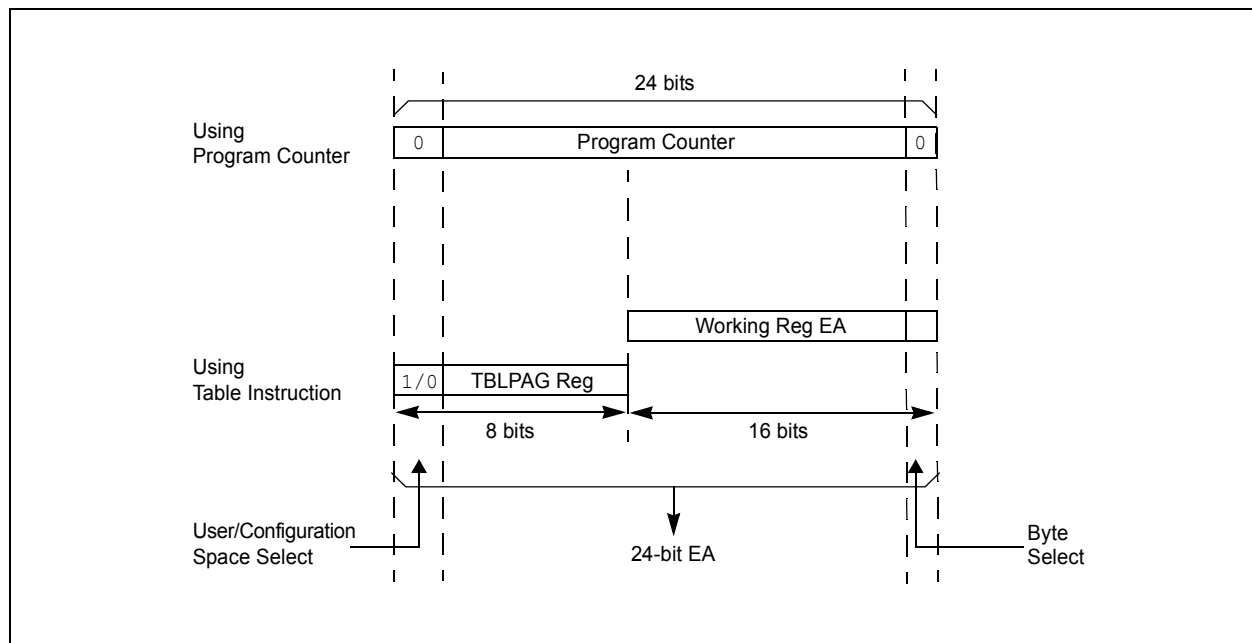 24 bits
Using
Program Counter
0
Program Counter
0
Working Reg EA
Using
Table Instruction
1/0
TBLPAG Reg
8 bits
16 bits
User/Configuration
Space Select
24-bit EA
Byte
Select